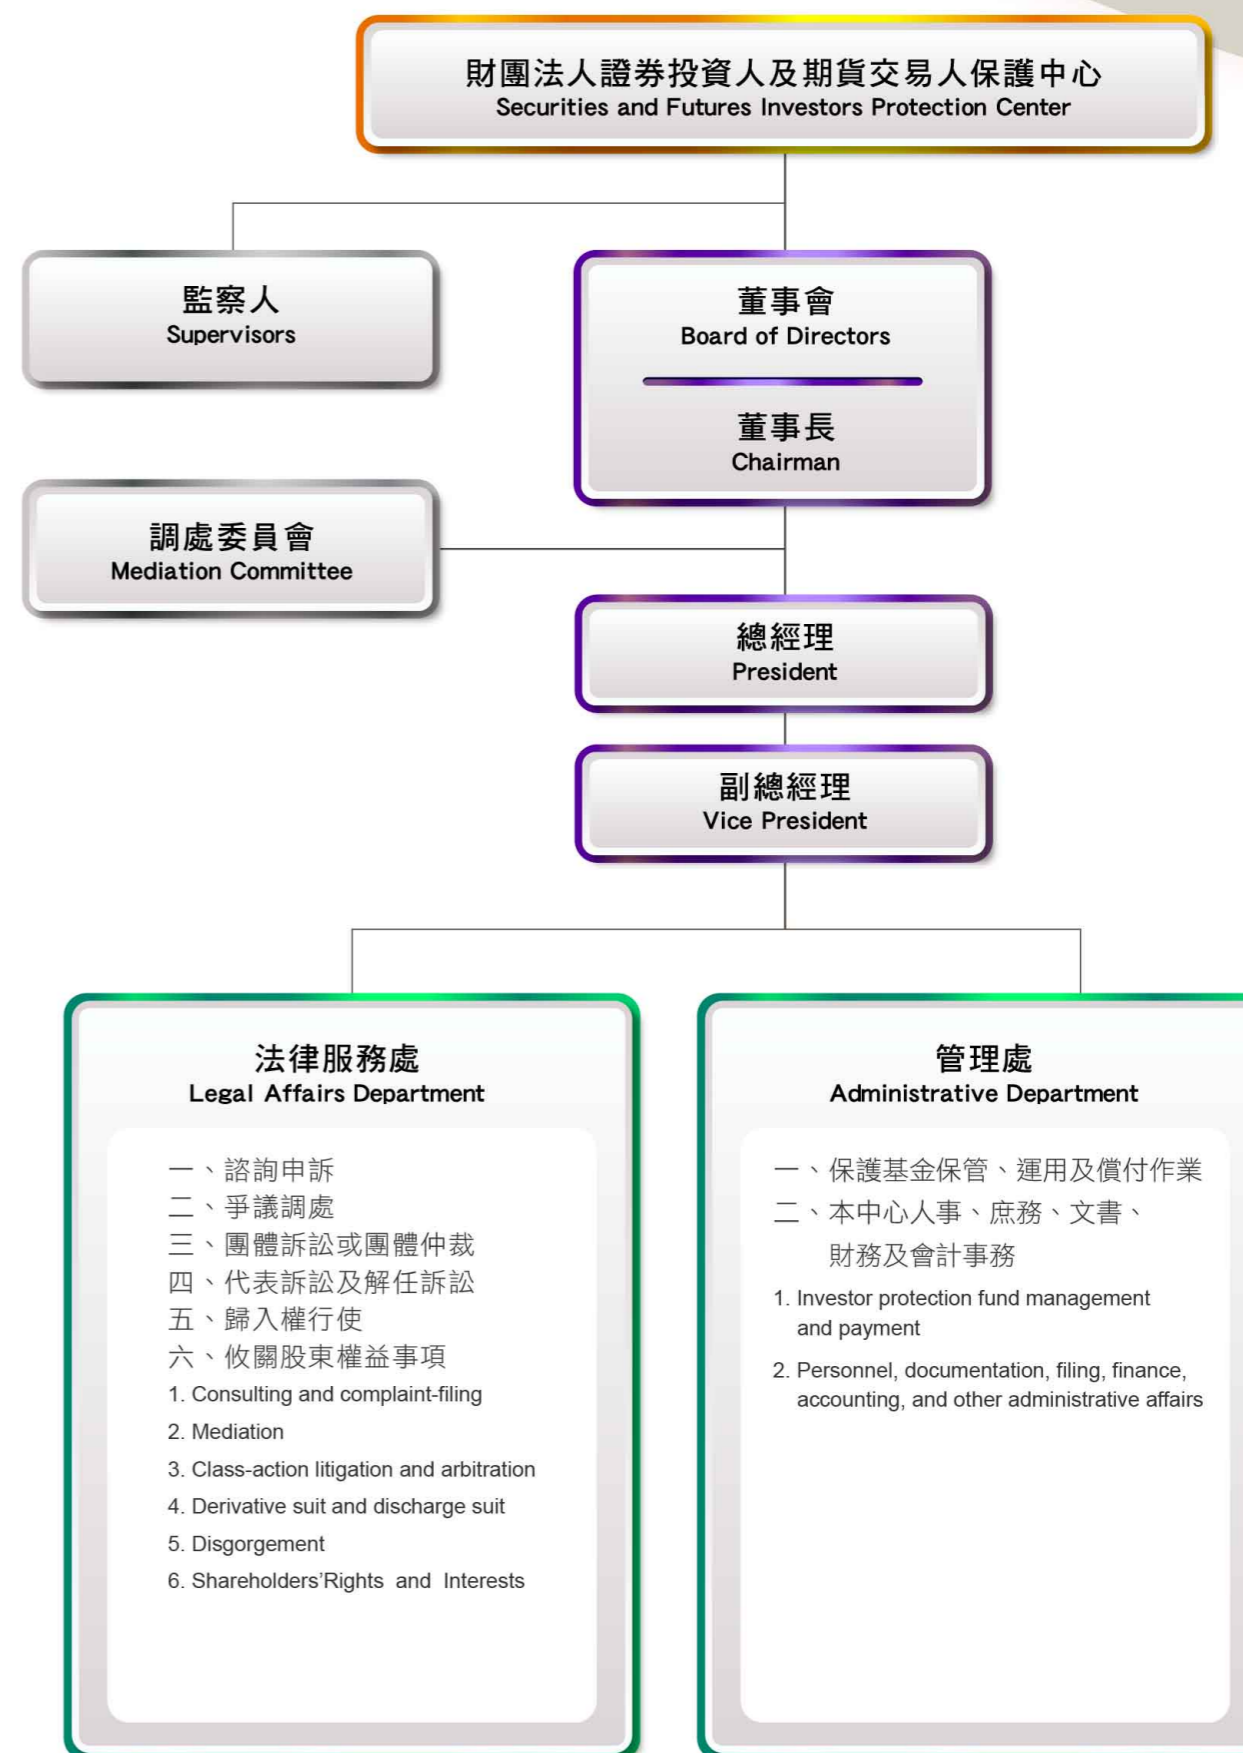 財團法人證券投資人及期貨交易人保護中心
Securities and Futures Investors Protection Center
監察人
Supervisors
董事會
Board of Directors
董事長
Chairman
調處委員會
Mediation Committee
總經理
President
副總經理
Vice President
法律服務處
Legal Affairs Department
一、諮詢申訴
二、爭議調處
三、團體訴訟或團體仲裁
四、代表訴訟及解任訴訟
五、歸入權行使
六、攸關股東權益事項
1. Consulting and complaint-filing
2. Mediation
3. Class-action litigation and arbitration
4. Derivative suit and discharge suit
5. Disgorgement
6. Shareholders'Rights and Interests
管理處
Administrative Department
一、保護基金保管、運用及償付作業
二、本中心人事、庶務、文書、
財務及會計事務
1. Investor protection fund management
and payment
2. Personnel, documentation, filing, finance,
accounting, and other administrative affairs